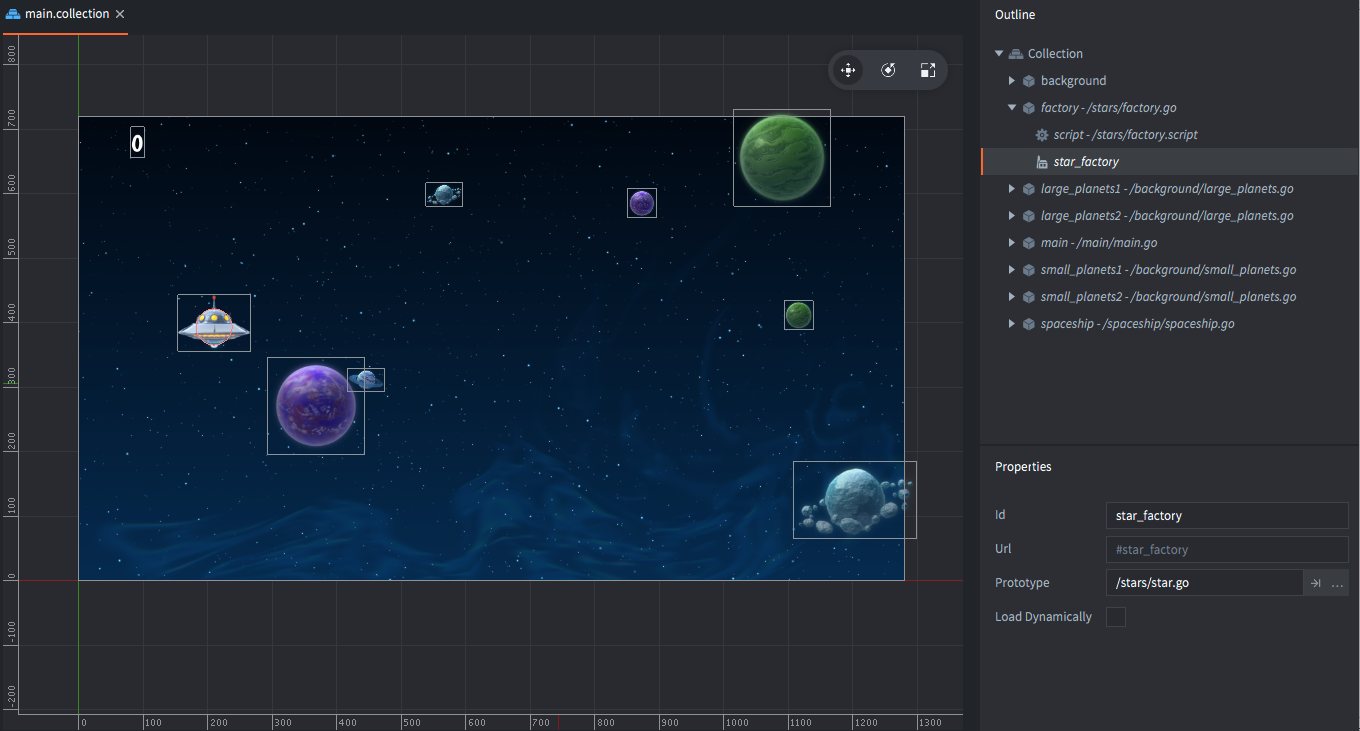 main.collection
Outline
Collection
background
factory - /stars/factory.go
script - /stars/factory.script
star_factory
large_planets1 - /background/large_planets.go
large_planets2 - /background/large_planets.go
main - /main/main.go
small_planets1 - /background/small_planets.go
small_planets2 - /background/small_planets.go
spaceship - /spaceship/spaceship.go
Properties
Id star_factory
Url #star_factory
Prototype /stars/star.go ...
Load Dynamically
0
800
700
600
500
400
300
200
100
0
-100
-200
0 100 200 300 400 500 600 700 800 900 1000 1100 1200 1300